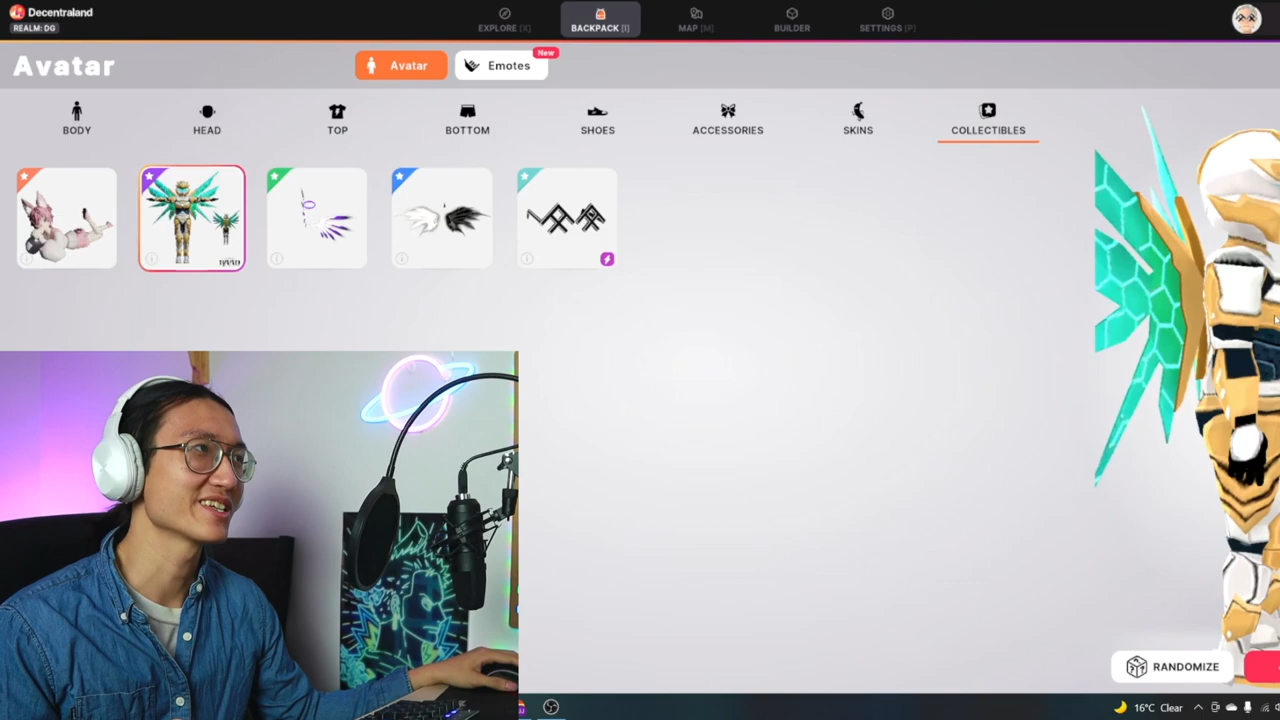 Decentraland
REALM: DG
EXPLORE [X]
BACKPACK [I]
MAP [M]
BUILDER
SETTINGS [P]
Avatar
Avatar
Emotes
New
BODY
HEAD
TOP
BOTTOM
SHOES
ACCESSORIES
SKINS
COLLECTIBLES
RANDOMIZE
16°C Clear